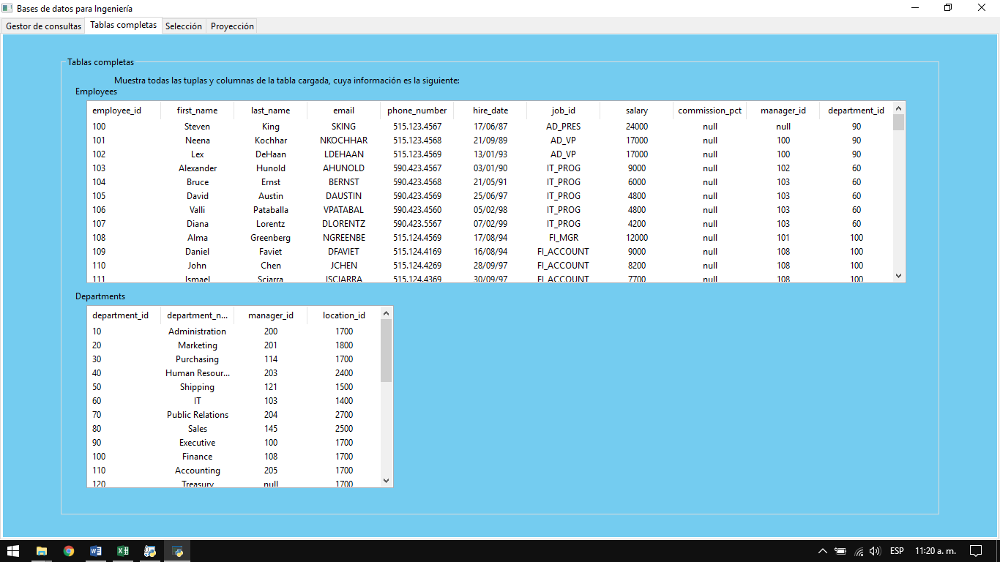 Bases de datos para Ingeniería
Gestor de consultas Tablas completas Selección Proyección
Tablas completas
Muestra todas las tuplas y columnas de la tabla cargada, cuya información es la siguiente:
Employees
employee_id first_name last_name email phone_number hire_date job_id salary commission_pct manager_id department_id
100 Steven King SKING 515.123.4567 17/06/87 AD_PRES 24000 null null 90
101 Neena Kochhar NKOCHHAR 515.123.4568 21/09/89 AD_VP 17000 null 100 90
102 Lex DeHaan LDEHAAN 515.123.4569 13/01/93 AD_VP 17000 null 100 90
103 Alexander Hunold AHUNOLD 590.423.4567 03/01/90 IT_PROG 9000 null 102 60
104 Bruce Ernst BERNST 590.423.4568 21/05/91 IT_PROG 6000 null 103 60
105 David Austin DAUSTIN 590.423.4569 25/06/97 IT_PROG 4800 null 103 60
106 Valli Pataballa VPATABAL 590.423.4560 05/02/98 IT_PROG 4800 null 103 60
107 Diana Lorentz DLORENTZ 590.423.5567 07/02/99 IT_PROG 4200 null 103 60
108 Alma Greenberg NGREENBE 515.124.4569 17/08/94 FI_MGR 12000 null 101 100
109 Daniel Faviet DFAVIET 515.124.4169 16/08/94 FI_ACCOUNT 9000 null 108 100
110 John Chen JCHEN 515.124.4269 28/09/97 FI_ACCOUNT 8200 null 108 100
111 Ismael Sciarra ISCIARRA 515.124.4369 30/09/97 FI_ACCOUNT 7700 null 108 100
Departments
department_id department_n... manager_id location_id
10 Administration 200 1700
20 Marketing 201 1800
30 Purchasing 114 1700
40 Human Resour... 203 2400
50 Shipping 121 1500
60 IT 103 1400
70 Public Relations 204 2700
80 Sales 145 2500
90 Executive 100 1700
100 Finance 108 1700
110 Accounting 205 1700
120 Treasury null 1700
ESP 11:20 a. m.